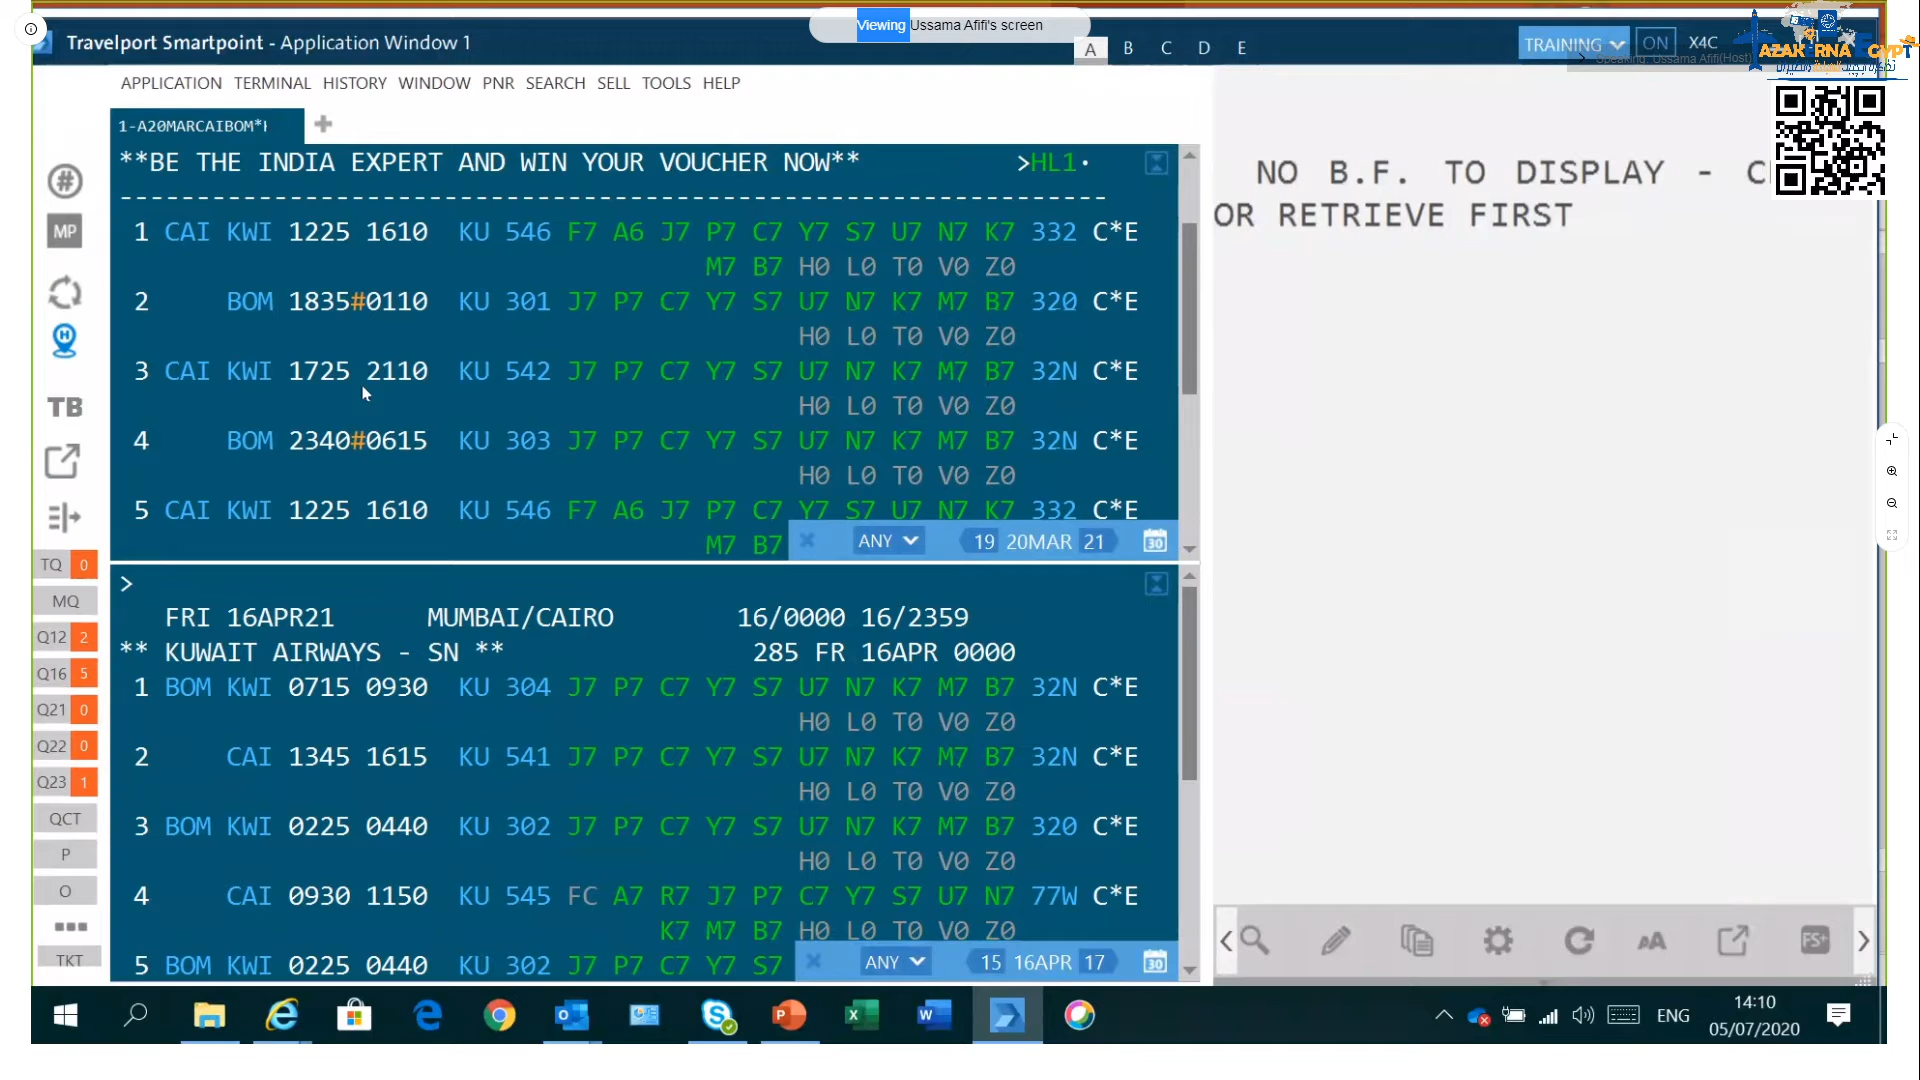 Viewing Ussama Afifi's screen
Travelport Smartpoint - Application Window 1
A B C D E
TRAINING ON X4C
AZAK RNA GYPT
Speaking: Ussama Afifi(Host)
APPLICATION TERMINAL HISTORY WINDOW PNR SEARCH SELL TOOLS HELP
1-A20MARCAIBOM*
**BE THE INDIA EXPERT AND WIN YOUR VOUCHER NOW** >HL1·
--------------------------------------------------------------
1 CAI KWI 1225 1610 KU 546 F7 A6 J7 P7 C7 Y7 S7 U7 N7 K7 332 C*E
M7 B7 H0 L0 T0 V0 Z0
2 BOM 1835#0110 KU 301 J7 P7 C7 Y7 S7 U7 N7 K7 M7 B7 320 C*E
H0 L0 T0 V0 Z0
3 CAI KWI 1725 2110 KU 542 J7 P7 C7 Y7 S7 U7 N7 K7 M7 B7 32N C*E
H0 L0 T0 V0 Z0
4 BOM 2340#0615 KU 303 J7 P7 C7 Y7 S7 U7 N7 K7 M7 B7 32N C*E
H0 L0 T0 V0 Z0
5 CAI KWI 1225 1610 KU 546 F7 A6 J7 P7 C7 Y7 S7 U7 N7 K7 332 C*E
M7 B7
ANY 19 20MAR 21 30
>
FRI 16APR21 MUMBAI/CAIRO 16/0000 16/2359
** KUWAIT AIRWAYS - SN ** 285 FR 16APR 0000
1 BOM KWI 0715 0930 KU 304 J7 P7 C7 Y7 S7 U7 N7 K7 M7 B7 32N C*E
H0 L0 T0 V0 Z0
2 CAI 1345 1615 KU 541 J7 P7 C7 Y7 S7 U7 N7 K7 M7 B7 32N C*E
H0 L0 T0 V0 Z0
3 BOM KWI 0225 0440 KU 302 J7 P7 C7 Y7 S7 U7 N7 K7 M7 B7 320 C*E
H0 L0 T0 V0 Z0
4 CAI 0930 1150 KU 545 FC A7 R7 J7 P7 C7 Y7 S7 U7 N7 77W C*E
K7 M7 B7 H0 L0 T0 V0 Z0
5 BOM KWI 0225 0440 KU 302 J7 P7 C7 Y7 S7
ANY 15 16APR 17 30
NO B.F. TO DISPLAY -
OR RETRIEVE FIRST
MP
TB
TQ 0
MQ
Q12 2
Q16 5
Q21 0
Q22 0
Q23 1
QCT
P
O
TKT
AA FS+
ENG
14:10
05/07/2020